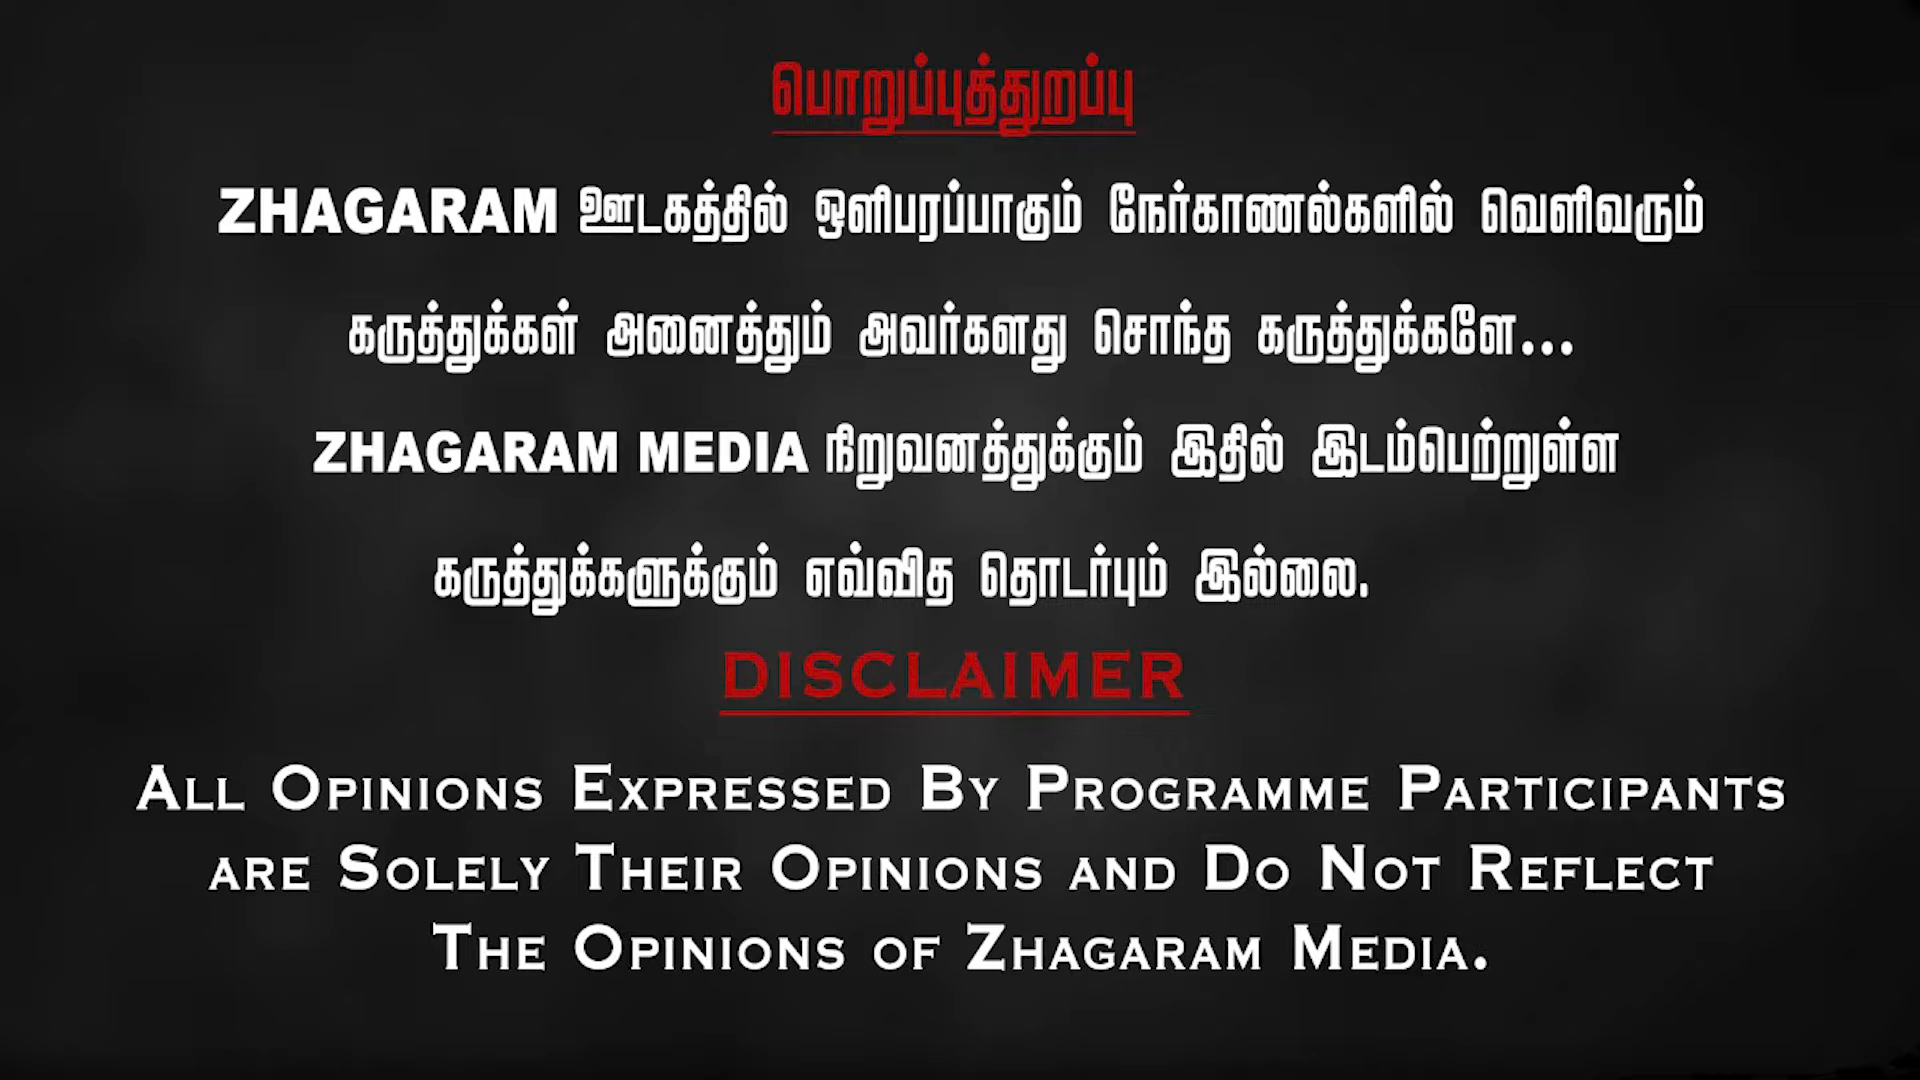 பொறுப்புத்துறப்பு
ZHAGARAM ஊடகத்தில் ஒளிபரப்பாகும் நேர்காணல்களில் வெளிவரும்
கருத்துக்கள் அனைத்தும் அவர்களது சொந்த கருத்துக்களே...
ZHAGARAM MEDIA நிறுவனத்துக்கும் இதில் இடம்பெற்றுள்ள
கருத்துக்களுக்கும் எவ்வித தொடர்பும் இல்லை.
DISCLAIMER
ALL OPINIONS EXPRESSED BY PROGRAMME PARTICIPANTS
ARE SOLELY THEIR OPINIONS AND DO NOT REFLECT
THE OPINIONS OF ZHAGARAM MEDIA.